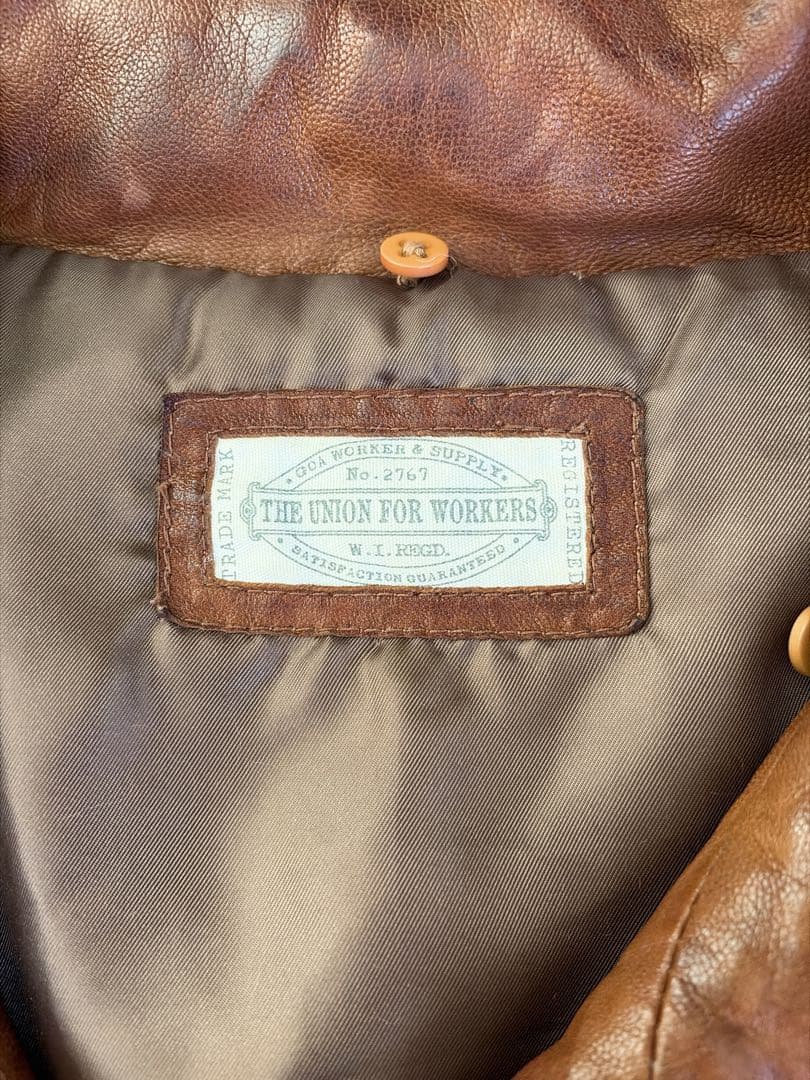 TRADE MARK
GOA WORKER & SUPPLY
No. 2767
THE UNION FOR WORKERS
W. I. REGD.
SATISFACTION GUARANTEED
REGISTERED